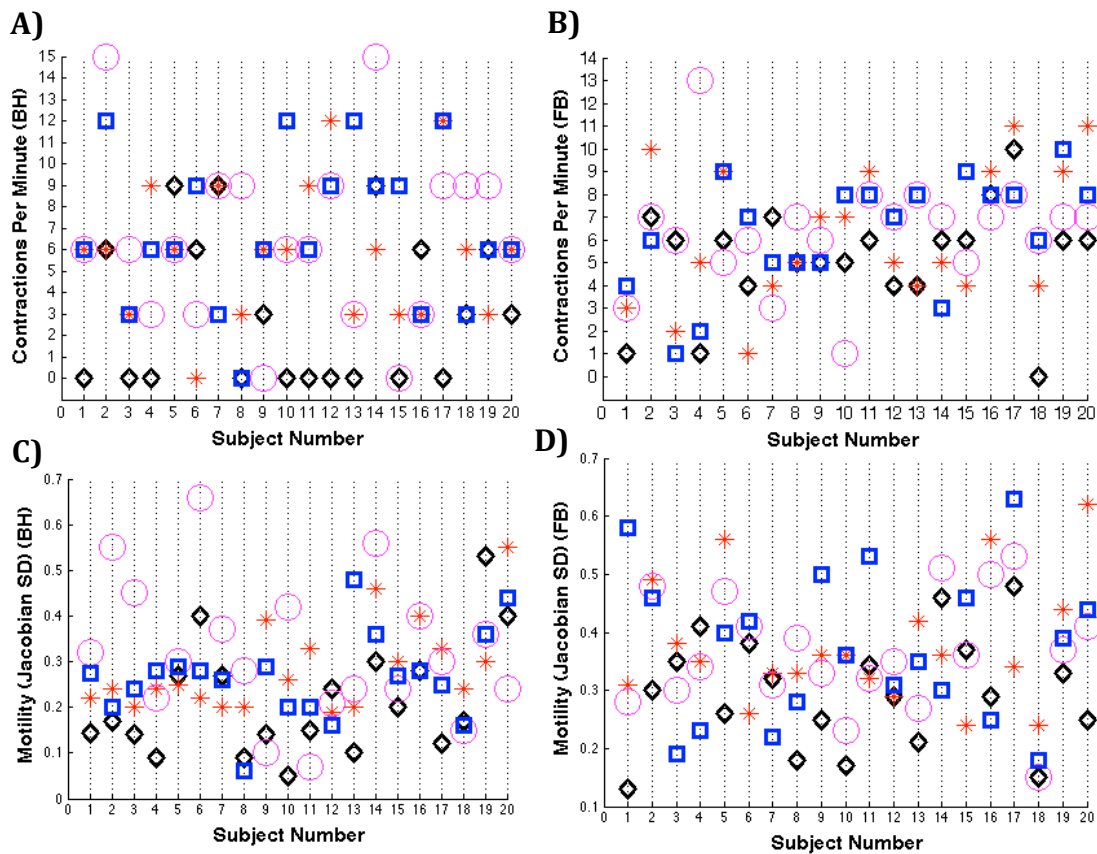 A)
Contractions Per Minute (BH)
15
14
13
12
11
10
9
8
7
6
5
4
3
2
1
0
0 1 2 3 4 5 6 7 8 9 10 11 12 13 14 15 16 17 18 19 20
Subject Number
B)
Contractions Per Minute (FB)
14
13
12
11
10
9
8
7
6
5
4
3
2
1
0
0 1 2 3 4 5 6 7 8 9 10 11 12 13 14 15 16 17 18 19 20
Subject Number
C)
Motility (Jacobian SD) (BH)
0.7
0.6
0.5
0.4
0.3
0.2
0.1
0
0 1 2 3 4 5 6 7 8 9 10 11 12 13 14 15 16 17 18 19 20
Subject Number
D)
Motility (Jacobian SD) (FB)
0.7
0.6
0.5
0.4
0.3
0.2
0.1
0 1 2 3 4 5 6 7 8 9 10 11 12 13 14 15 16 17 18 19 20
Subject Number